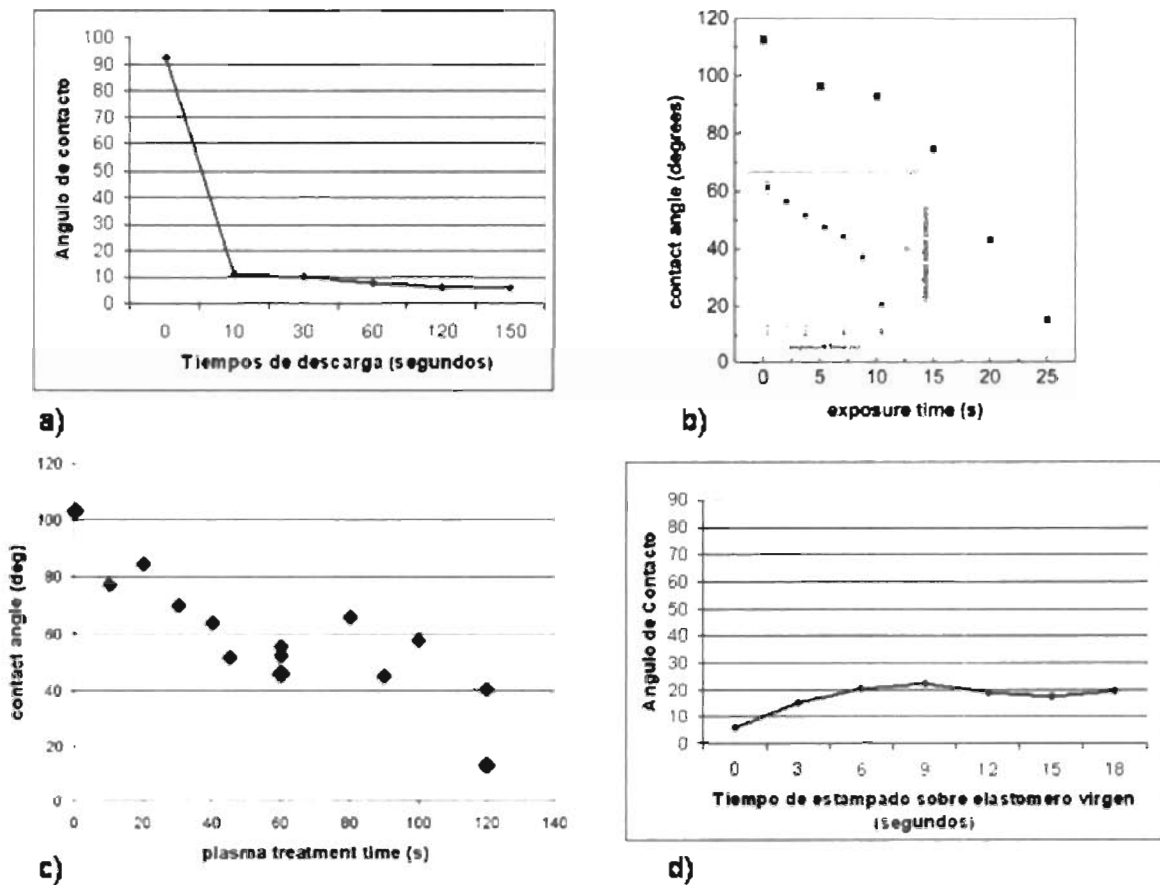 100
90
80
70
60
50
40
30
20
10
0
Angulo de contacto
0 10 30 60 120 150
Tiempos de descarga (segundos)
a)
120
100
80
60
40
20
0
contact angle (degrees)
0 5 10 15 20 25
exposure time (s)
b)
120
100
80
60
40
20
0
contact angle (deg)
0 20 40 60 80 100 120 140
plasma treatment time (s)
c)
90
80
70
60
50
40
30
20
10
0
Angulo de Contacto
0 3 6 9 12 15 18
Tiempo de estampado sobre elastomero virgen
(segundos)
d)